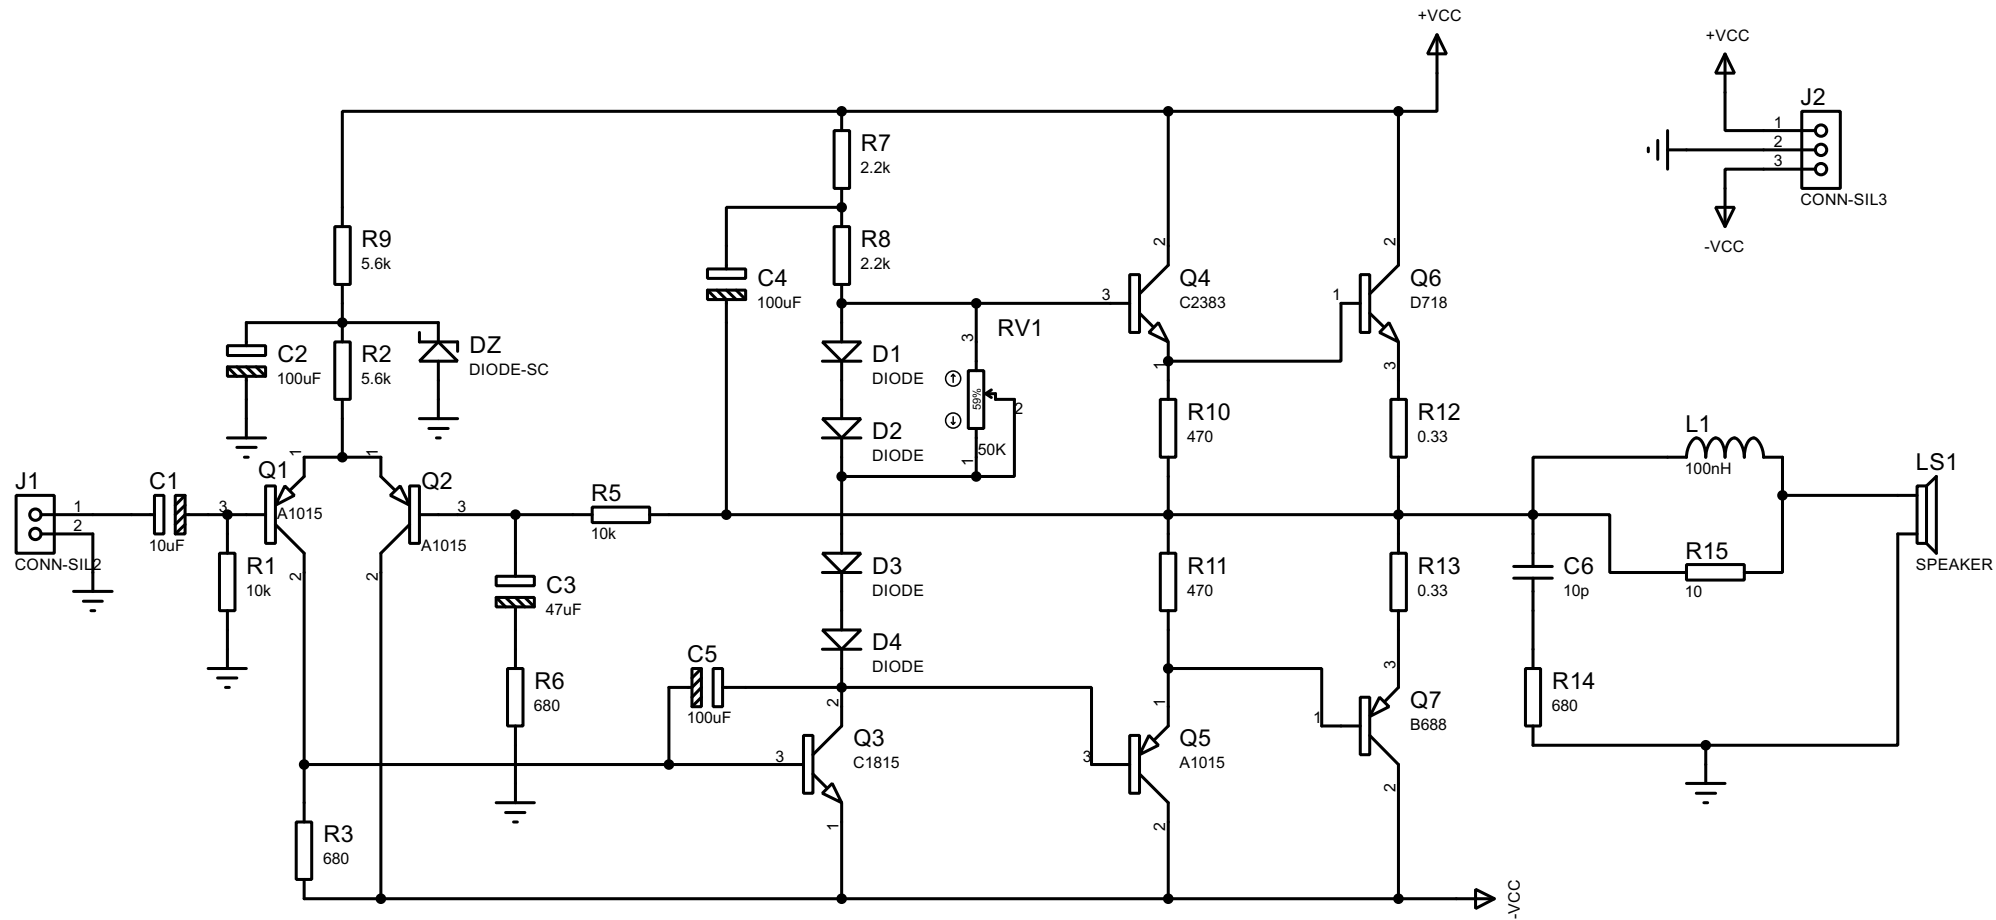 +VCC
+VCC
J2
1
2
3
CONN-SIL3
-VCC
R7
2.2k
R9
5.6k
R8
2.2k
C4
100uF
2
Q4
C2383
3
1
2
Q6
D718
1
3
RV1
3
59%
2
50K
1
C2
100uF
R2
5.6k
DZ
DIODE-SC
D1
DIODE
D2
DIODE
R10
470
R12
0.33
L1
100nH
LS1
SPEAKER
J1
1
2
CONN-SIL2
C1
10uF
Q1
1
3
A1015
2
1
Q2
3
A1015
2
R5
10k
R1
10k
C3
47uF
D3
DIODE
R11
470
R13
0.33
C6
10p
R15
10
D4
DIODE
C5
100uF
R6
680
R14
680
2
Q3
C1815
3
1
1
Q5
A1015
3
2
3
Q7
B688
1
2
R3
680
-VCC